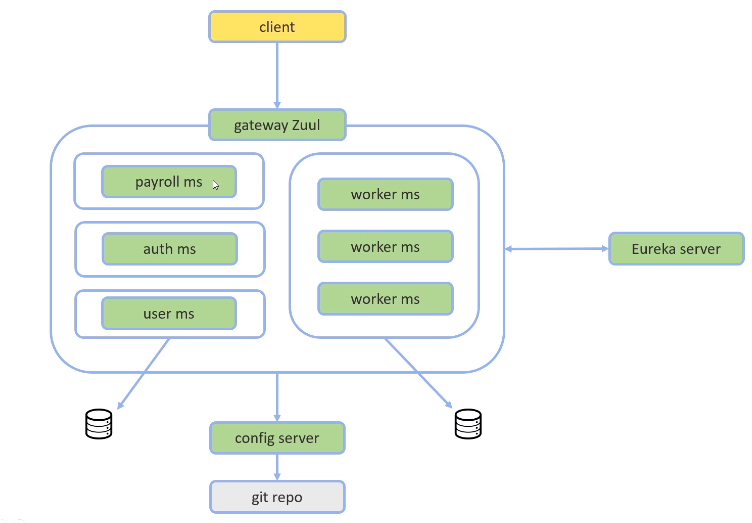 client
gateway Zuul
payroll ms
auth ms
user ms
worker ms
worker ms
worker ms
Eureka server
config server
git repo